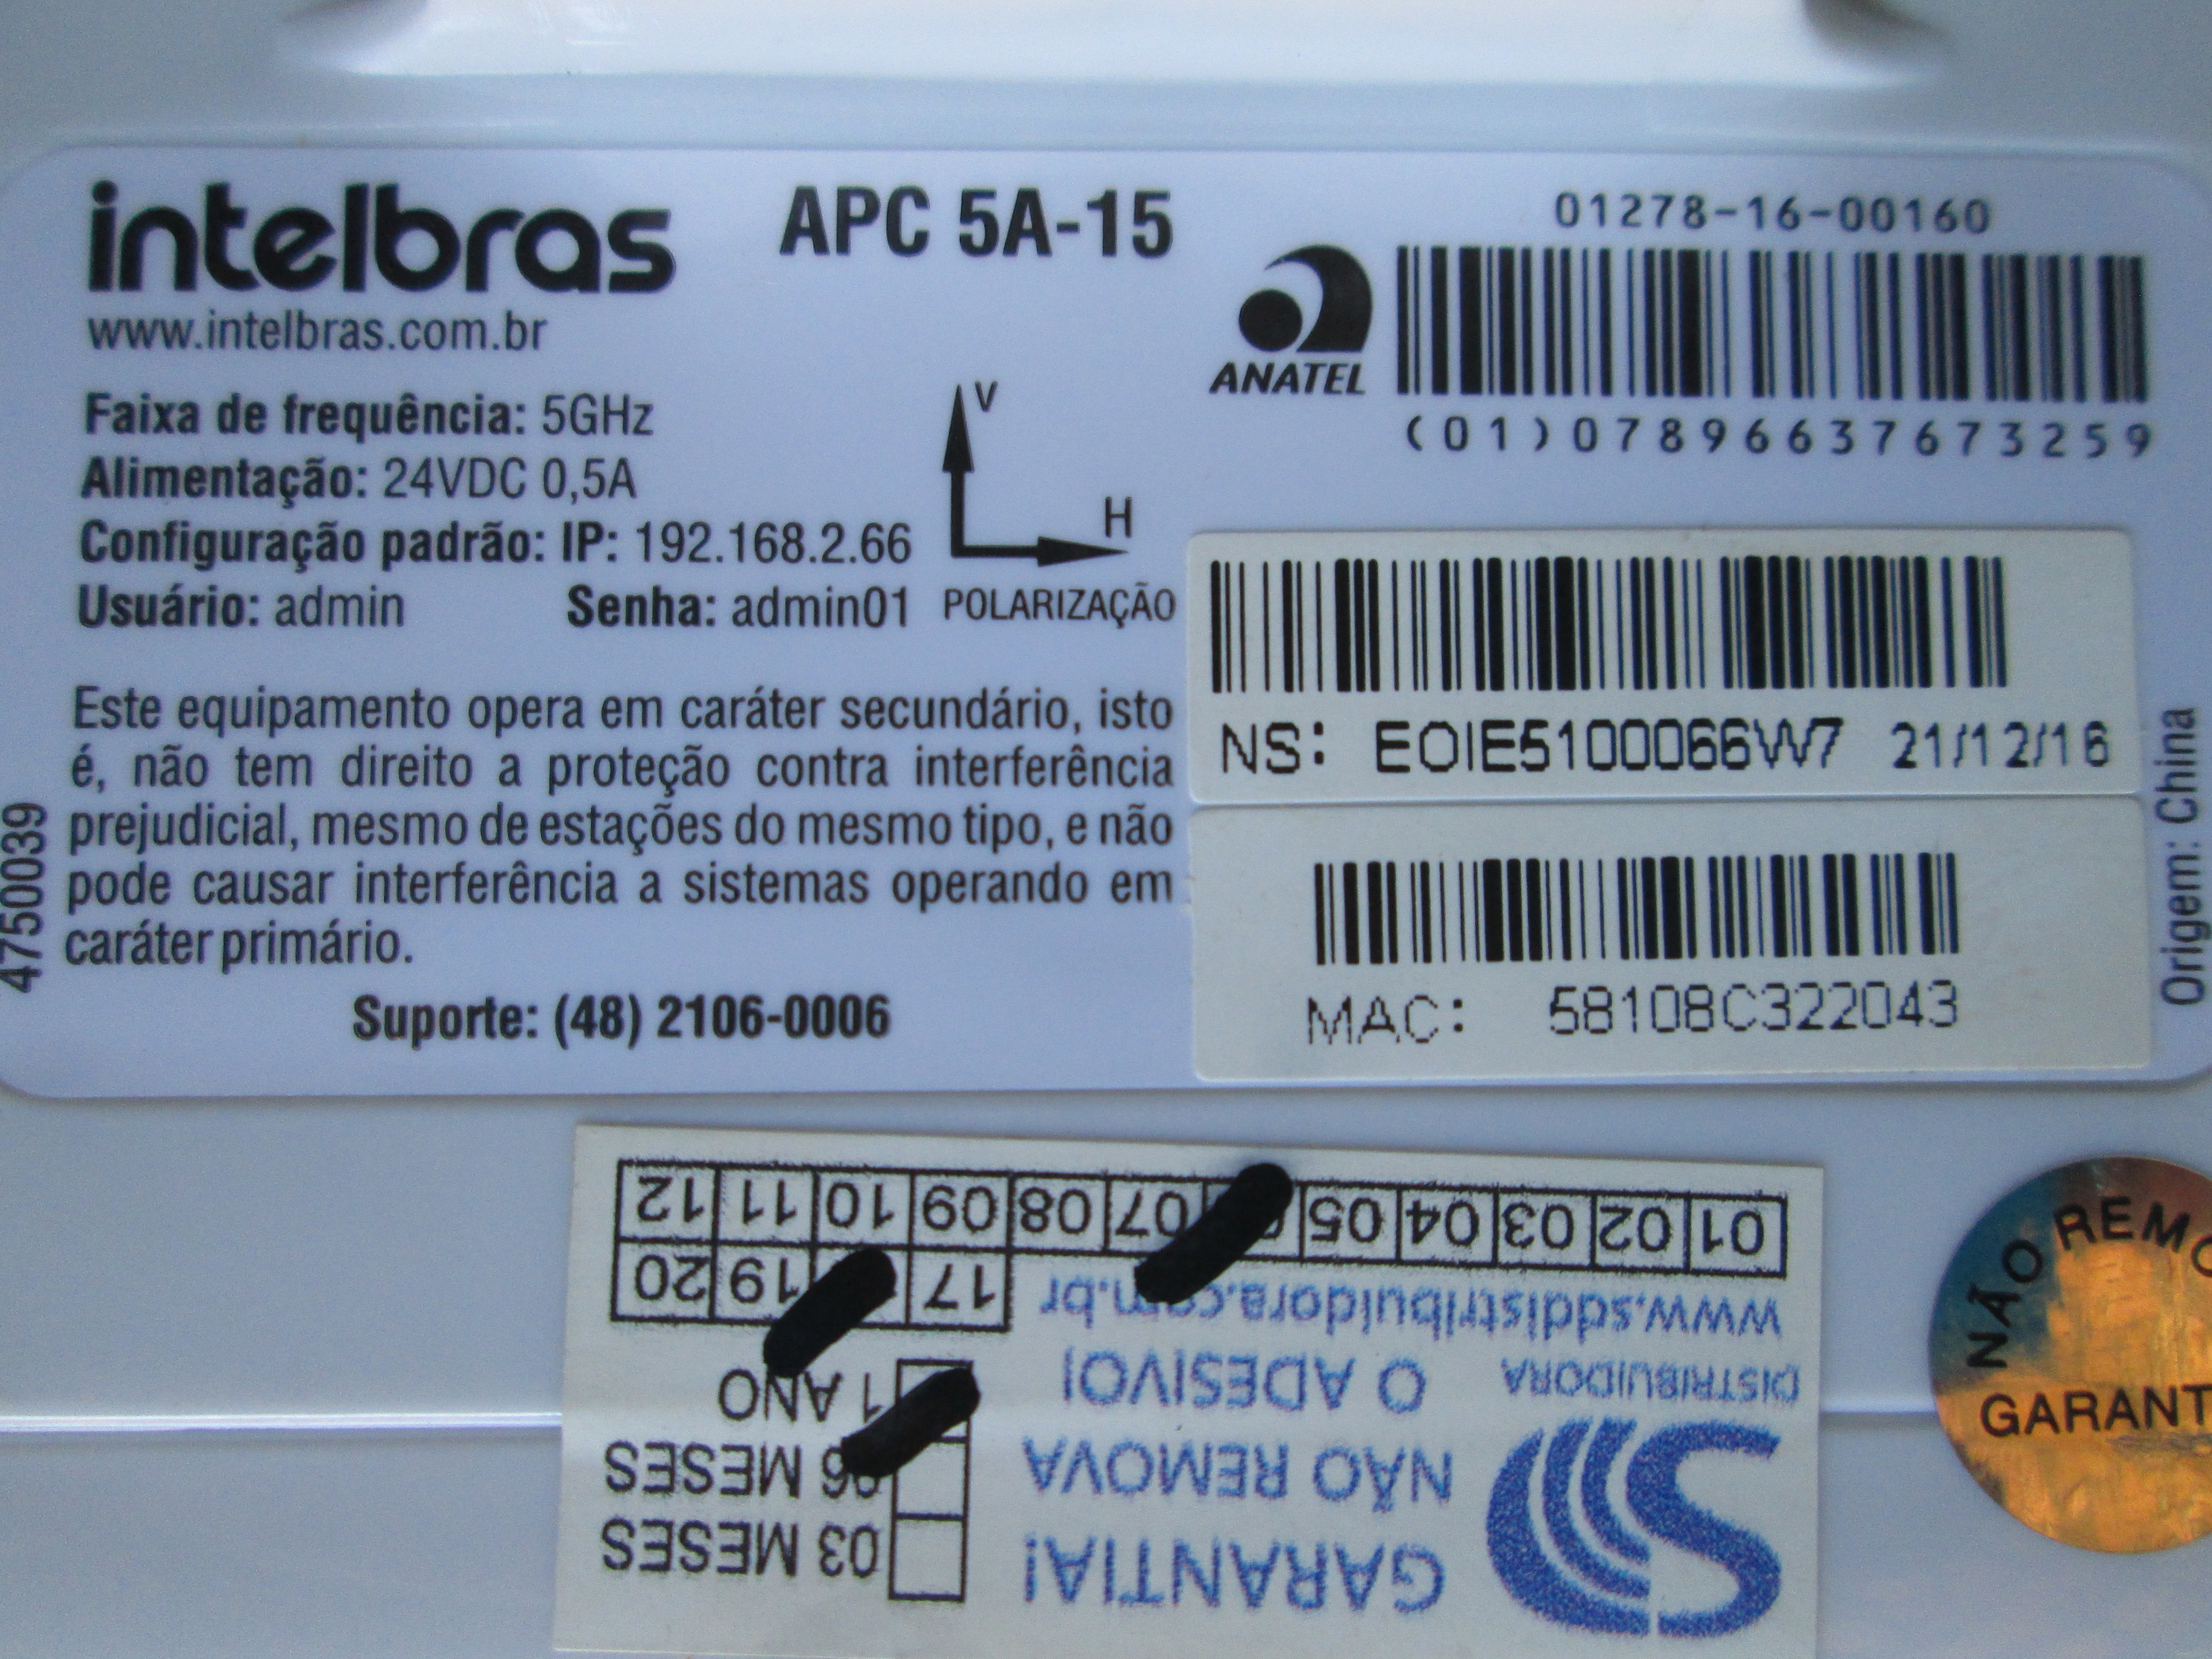 intelbras
APC 5A-15
www.intelbras.com.br
Faixa de frequência: 5GHz
Alimentação: 24VDC 0,5A
Configuração padrão: IP: 192.168.2.66
Usuário: admin Senha: admin01
V
H
POLARIZAÇÃO
Este equipamento opera em caráter secundário, isto
é, não tem direito a proteção contra interferência
prejudicial, mesmo de estações do mesmo tipo, e não
pode causar interferência a sistemas operando em
caráter primário.
Suporte: (48) 2106-0006
4750039
ANATEL
01278-16-00160
(01)07896637673259
NS: EOIE5100066W7 21/12/16
MAC: 58108C322043
Origem: China
GARANTIA!
NÃO REMOVA
O ADESIVO!
DISTRIBUIDORA
www.sddistribuidora.com.br
03 MESES
06 MESES
1 ANO
17 19 20
01 02 03 04 05 07 08 09 10 11 12
NÃO REMO
GARANT